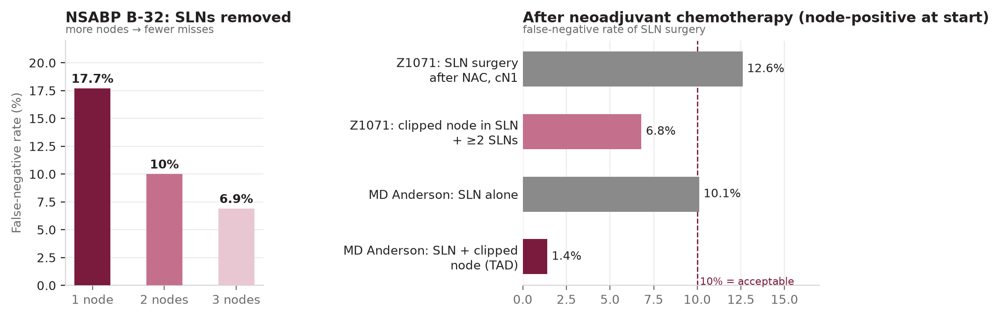 NSABP B-32: SLNs removed
more nodes → fewer misses
False-negative rate (%)
20.0
17.5
15.0
12.5
10.0
7.5
5.0
2.5
0.0
17.7%
10%
6.9%
1 node
2 nodes
3 nodes
After neoadjuvant chemotherapy (node-positive at start)
false-negative rate of SLN surgery
Z1071: SLN surgery
after NAC, cN1
12.6%
Z1071: clipped node in SLN
+ ≥2 SLNs
6.8%
MD Anderson: SLN alone
10.1%
MD Anderson: SLN + clipped
node (TAD)
1.4%
10% = acceptable
0.0
2.5
5.0
7.5
10.0
12.5
15.0